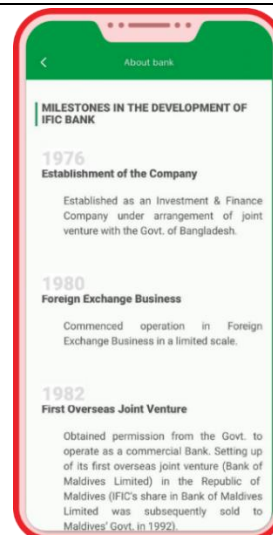 About bank
MILESTONES IN THE DEVELOPMENT OF
IFIC BANK
1976
Establishment of the Company
Established as an Investment & Finance
Company under arrangement of joint
venture with the Govt. of Bangladesh.
1980
Foreign Exchange Business
Commenced operation in Foreign
Exchange Business in a limited scale.
1982
First Overseas Joint Venture
Obtained permission from the Govt. to
operate as a commercial Bank. Setting up
of its first overseas joint venture (Bank of
Maldives Limited) in the Republic of
Maldives (IFIC's share in Bank of Maldives
Limited was subsequently sold to
Maldives' Govt. in 1992).